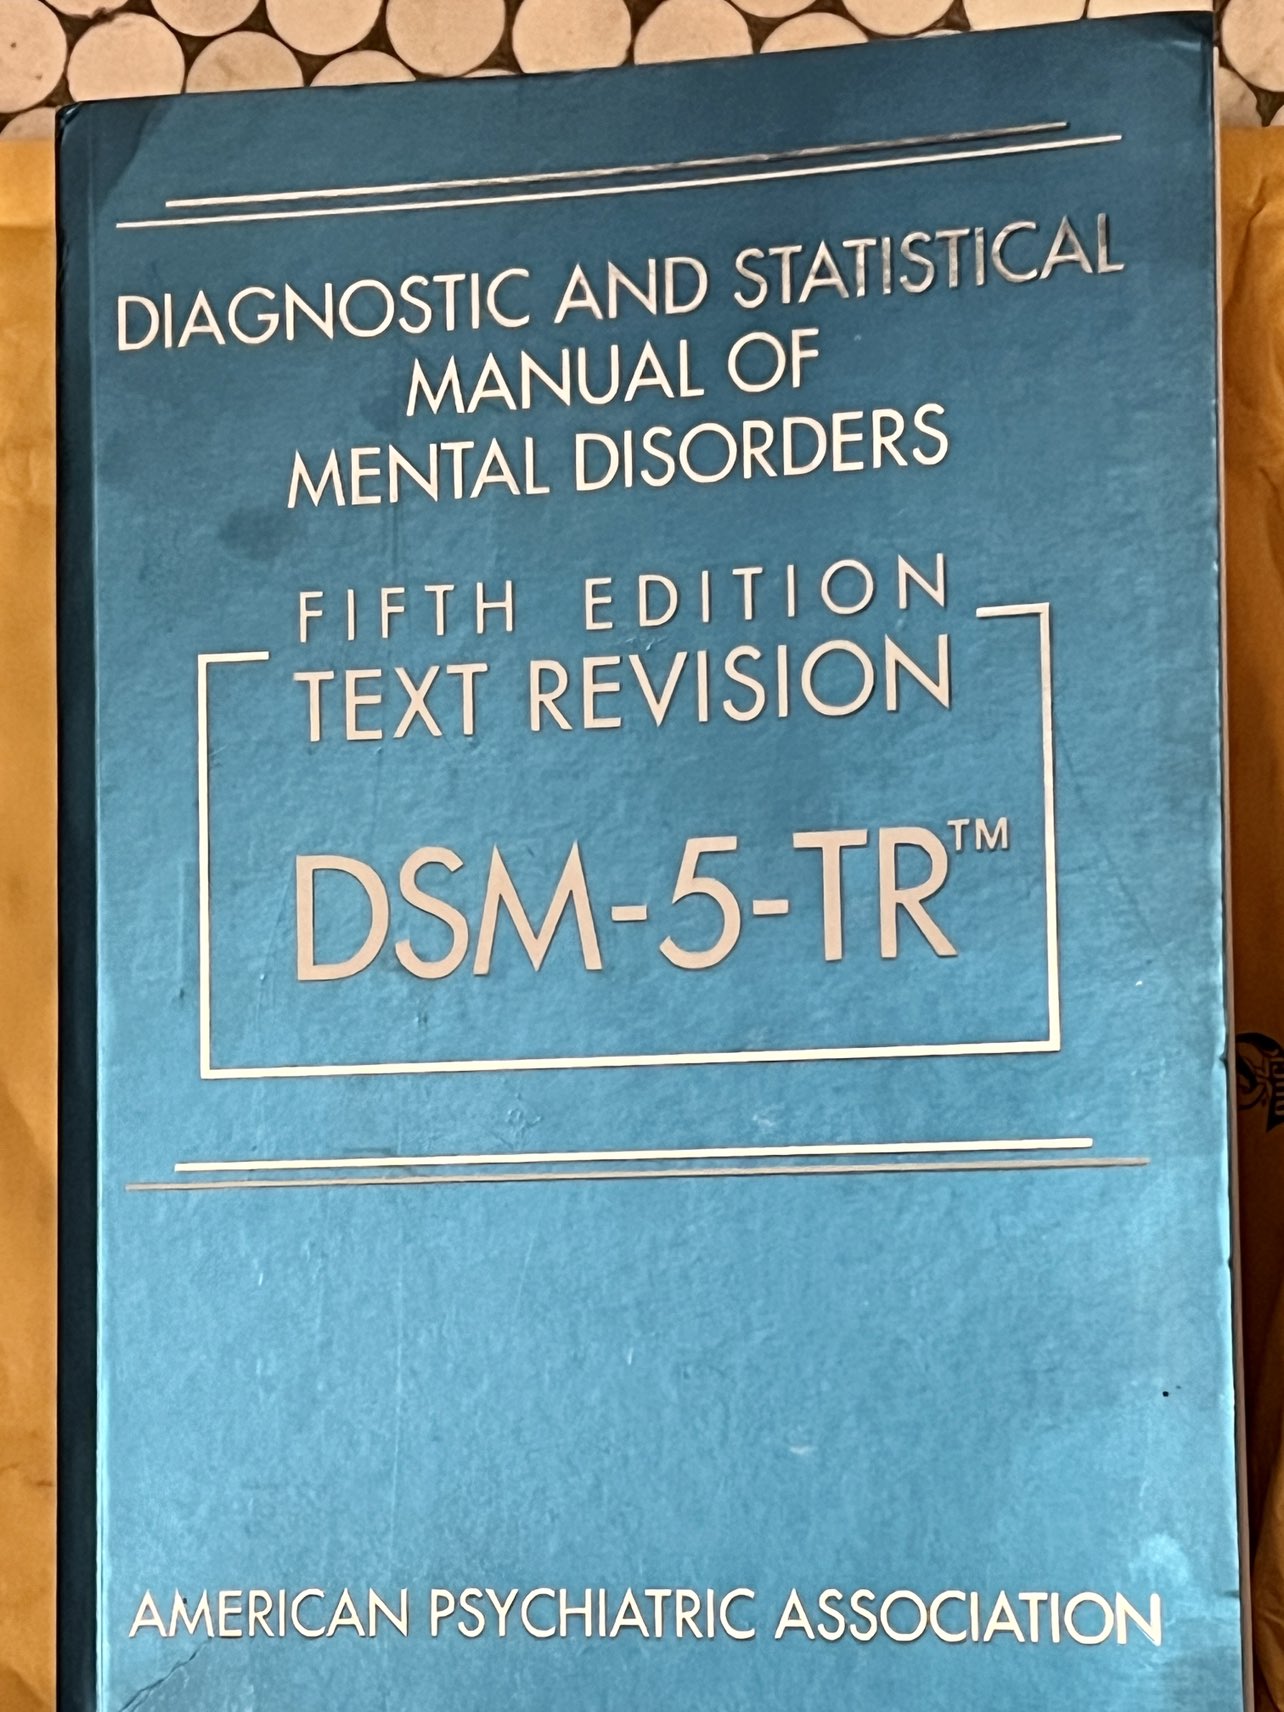 DIAGNOSTIC AND STATISTICAL
MANUAL OF
MENTAL DISORDERS
FIFTH EDITION
TEXT REVISION
DSM-5-TR™
AMERICAN PSYCHIATRIC ASSOCIATION